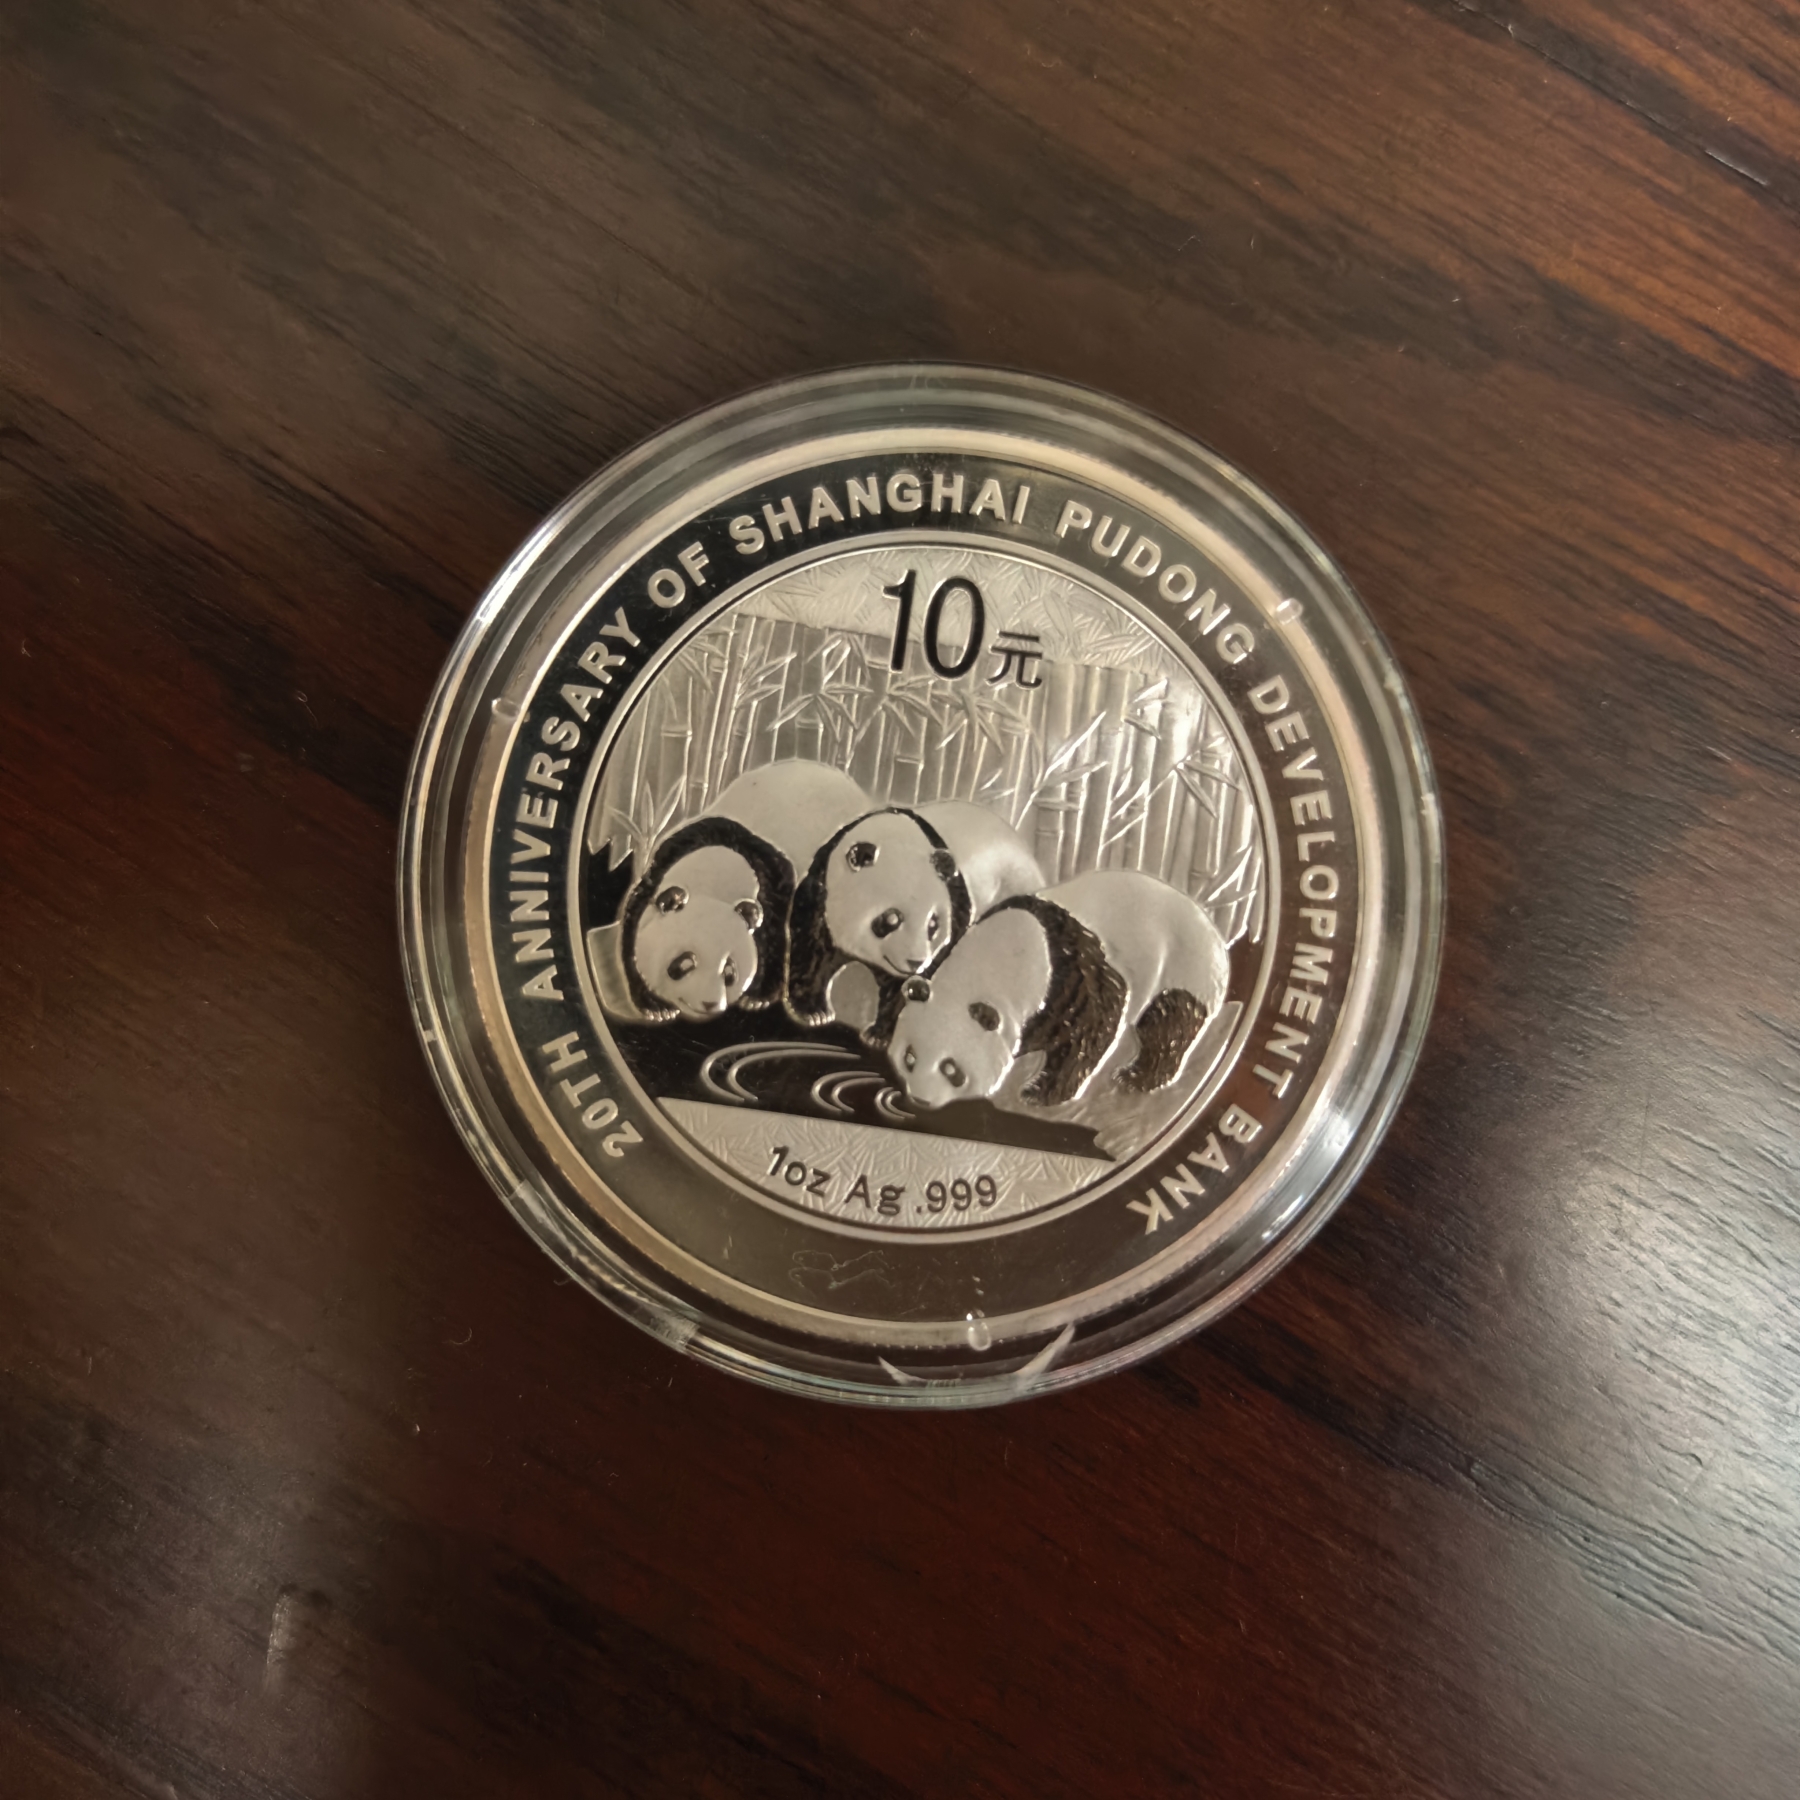 20TH ANNIVERSARY OF SHANGHAI PUDONG DEVELOPMENT BANK
10元
1oz Ag .999